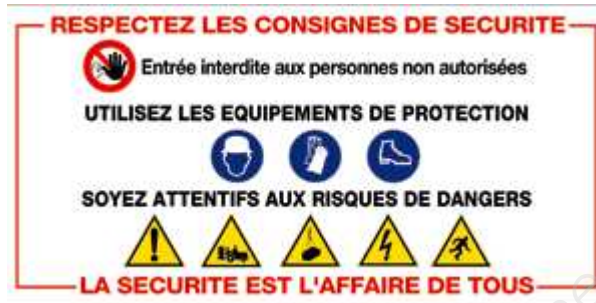 RESPECTEZ LES CONSIGNES DE SECURITE
Entrée interdite aux personnes non autorisées
UTILISEZ LES EQUIPEMENTS DE PROTECTION
SOYEZ ATTENTIFS AUX RISQUES DE DANGERS
LA SECURITE EST L'AFFAIRE DE TOUS